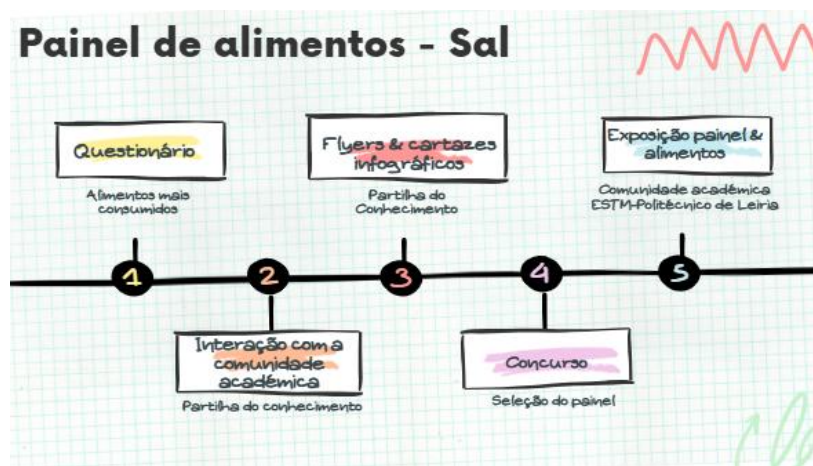 Painel de alimentos - Sal
Questionário
Alimentos mais
consumidos
Flyers & cartazes
infográficos
Partilha do
Conhecimento
Exposição painel &
alimentos
Comunidade académica
ESTM-Politécnico de Leiria
1
2
3
4
5
Interação com a
comunidade
académica
Partilha do conhecimento
Concurso
Seleção do painel